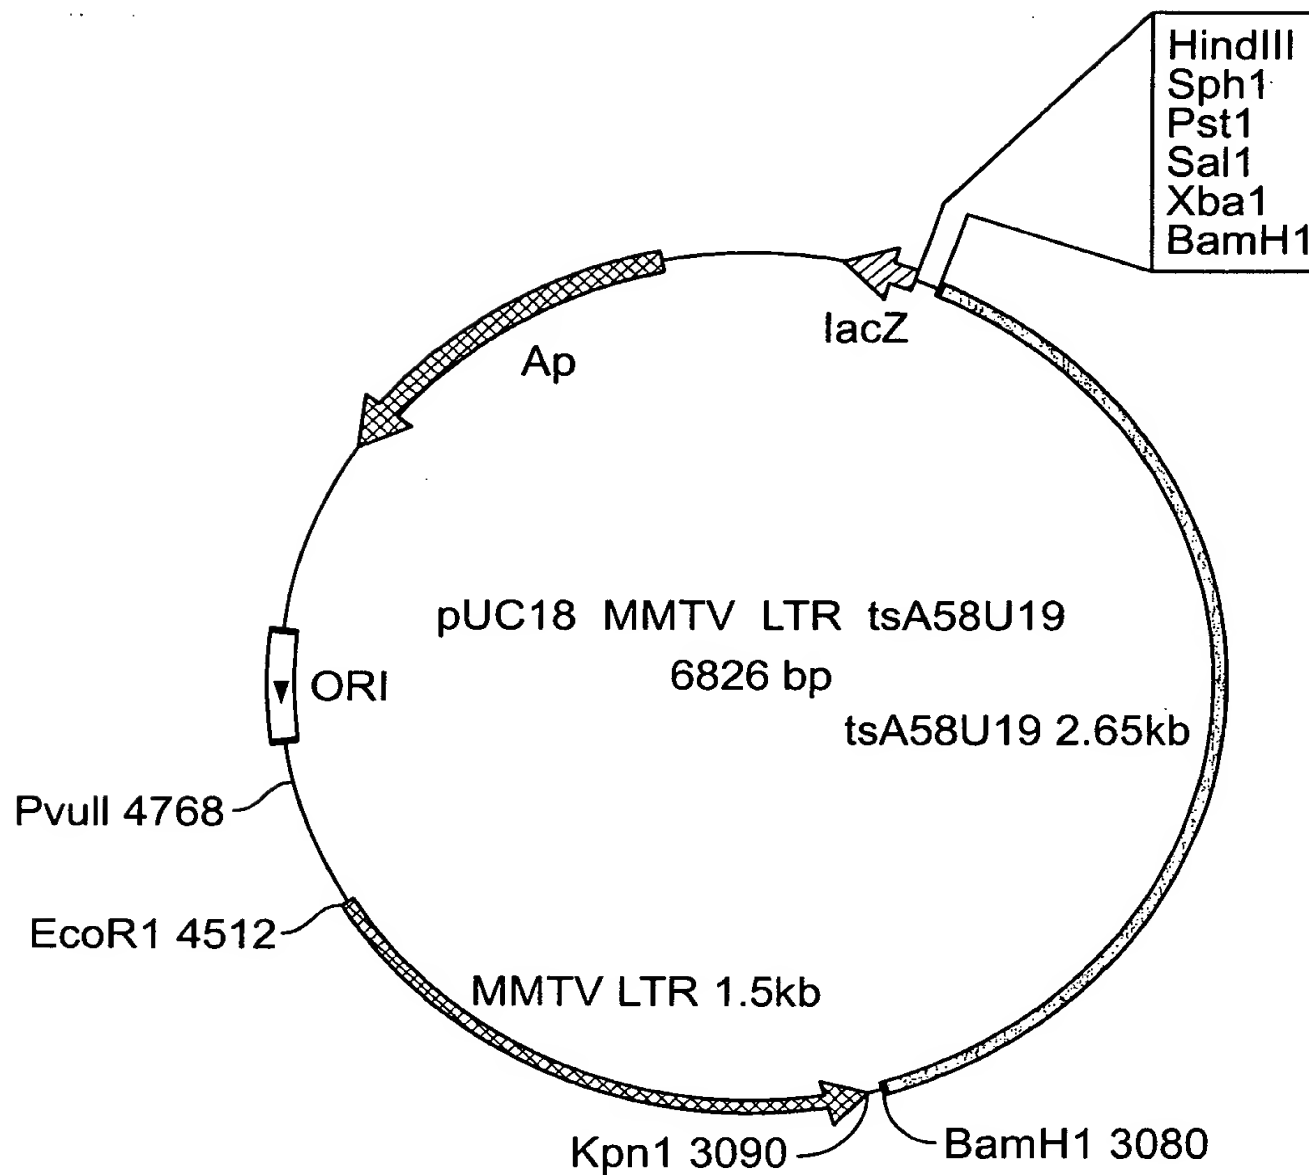 HindIII
Sph1
Pst1
Sal1
Xba1
BamH1
lacZ
Ap
pUC18 MMTV LTR tsA58U19
6826 bp
ORI
tsA58U19 2.65kb
PvuII 4768
EcoR1 4512
MMTV LTR 1.5kb
Kpn1 3090
BamH1 3080